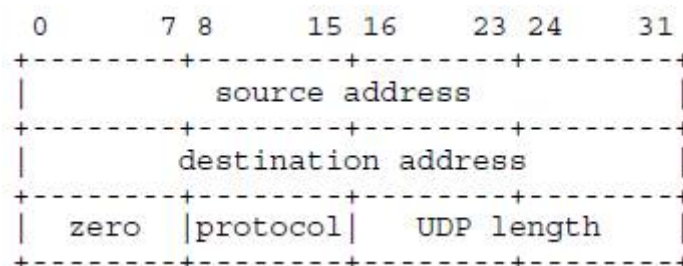 0 7 8 15 16 23 24 31
+--------+--------+--------+--------+
| source address |
+--------+--------+--------+--------+
| destination address |
+--------+--------+--------+--------+
| zero |protocol| UDP length |
+--------+--------+--------+--------+